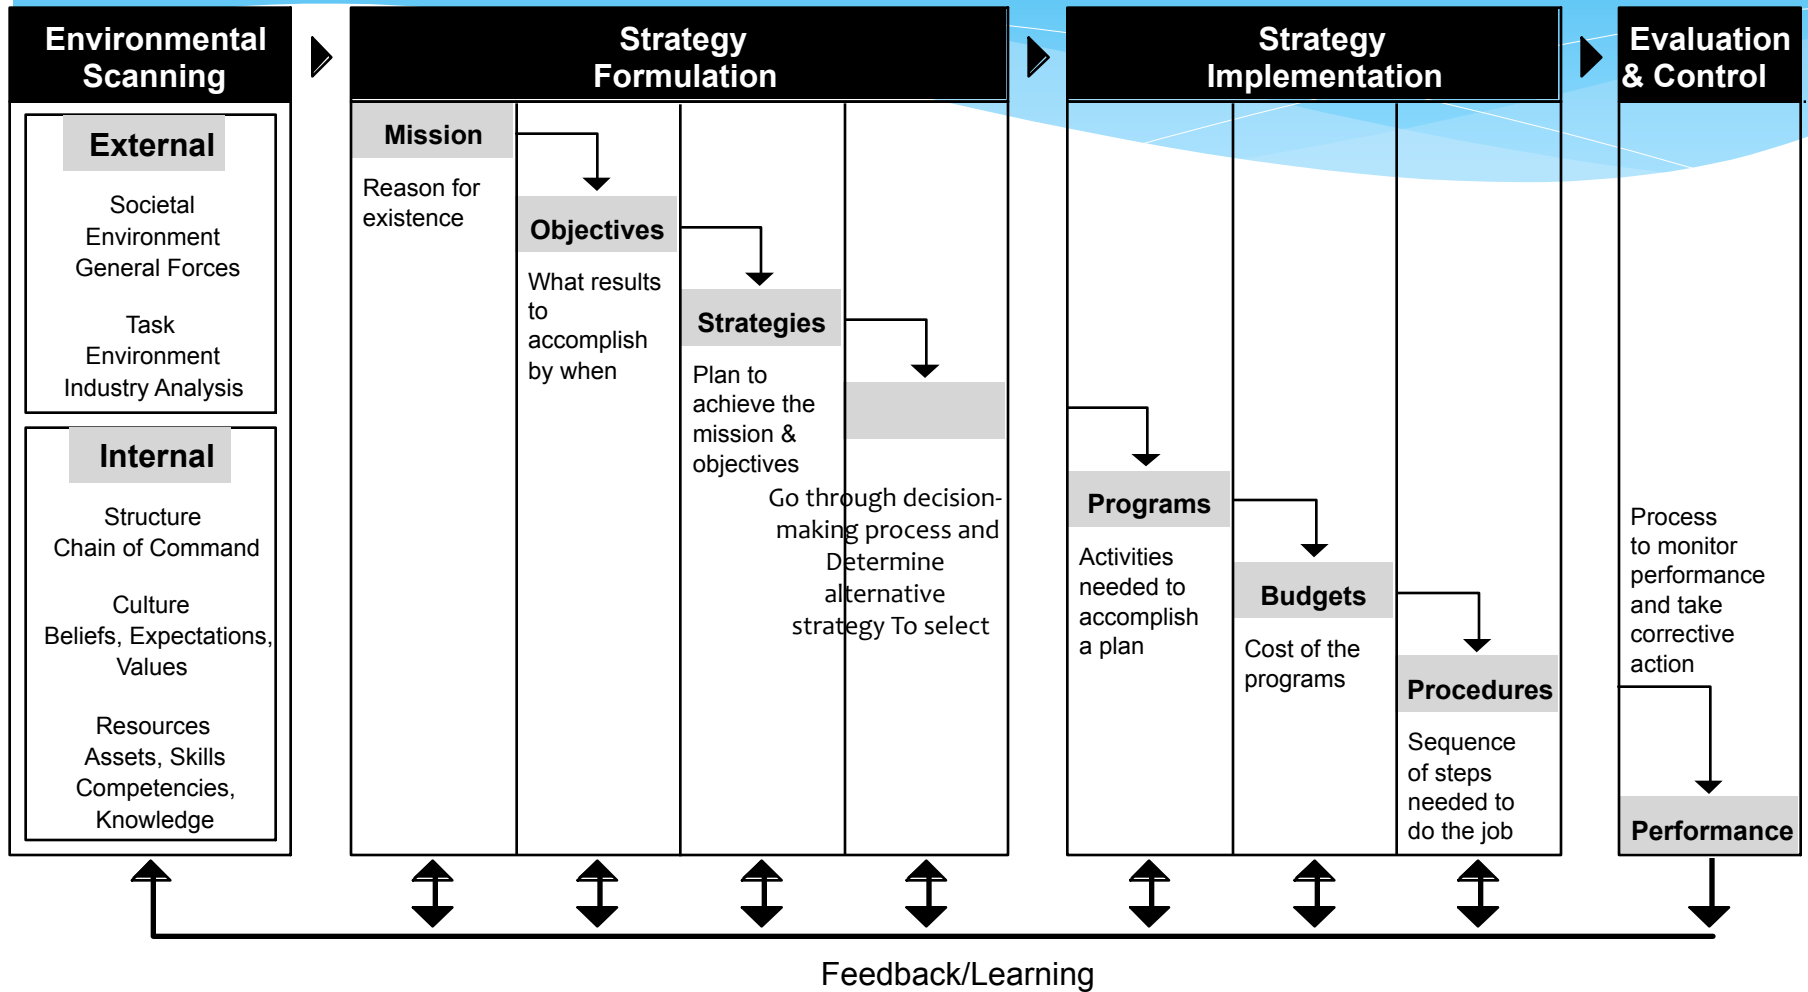 Environmental
Scanning
External
Societal
Environment
General Forces
Task
Environment
Industry Analysis
Internal
Structure
Chain of Command
Culture
Beliefs, Expectations,
Values
Resources
Assets, Skills
Competencies,
Knowledge
Strategy
Formulation
Mission
Reason for
existence
Objectives
What results
to
accomplish
by when
Strategies
Plan to
achieve the
mission &
objectives
Go through decision-
making process and
Determine
alternative
strategy To select
Strategy
Implementation
Programs
Activities
needed to
accomplish
a plan
Budgets
Cost of the
programs
Procedures
Sequence
of steps
needed to
do the job
Evaluation
& Control
Process
to monitor
performance
and take
corrective
action
Performance
Feedback/Learning